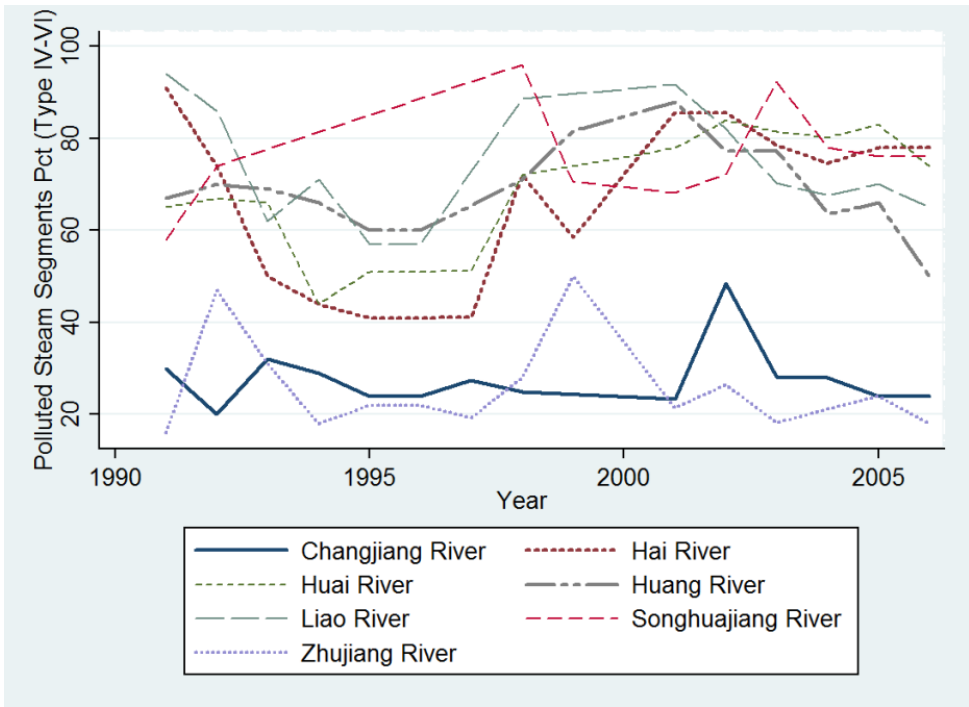 Polluted Steam Segments Pct (Type IV-VI)
100
80
60
40
20
1990
1995
2000
2005
Year
Changjiang River
Hai River
Huai River
Huang River
Liao River
Songhuajiang River
Zhujiang River